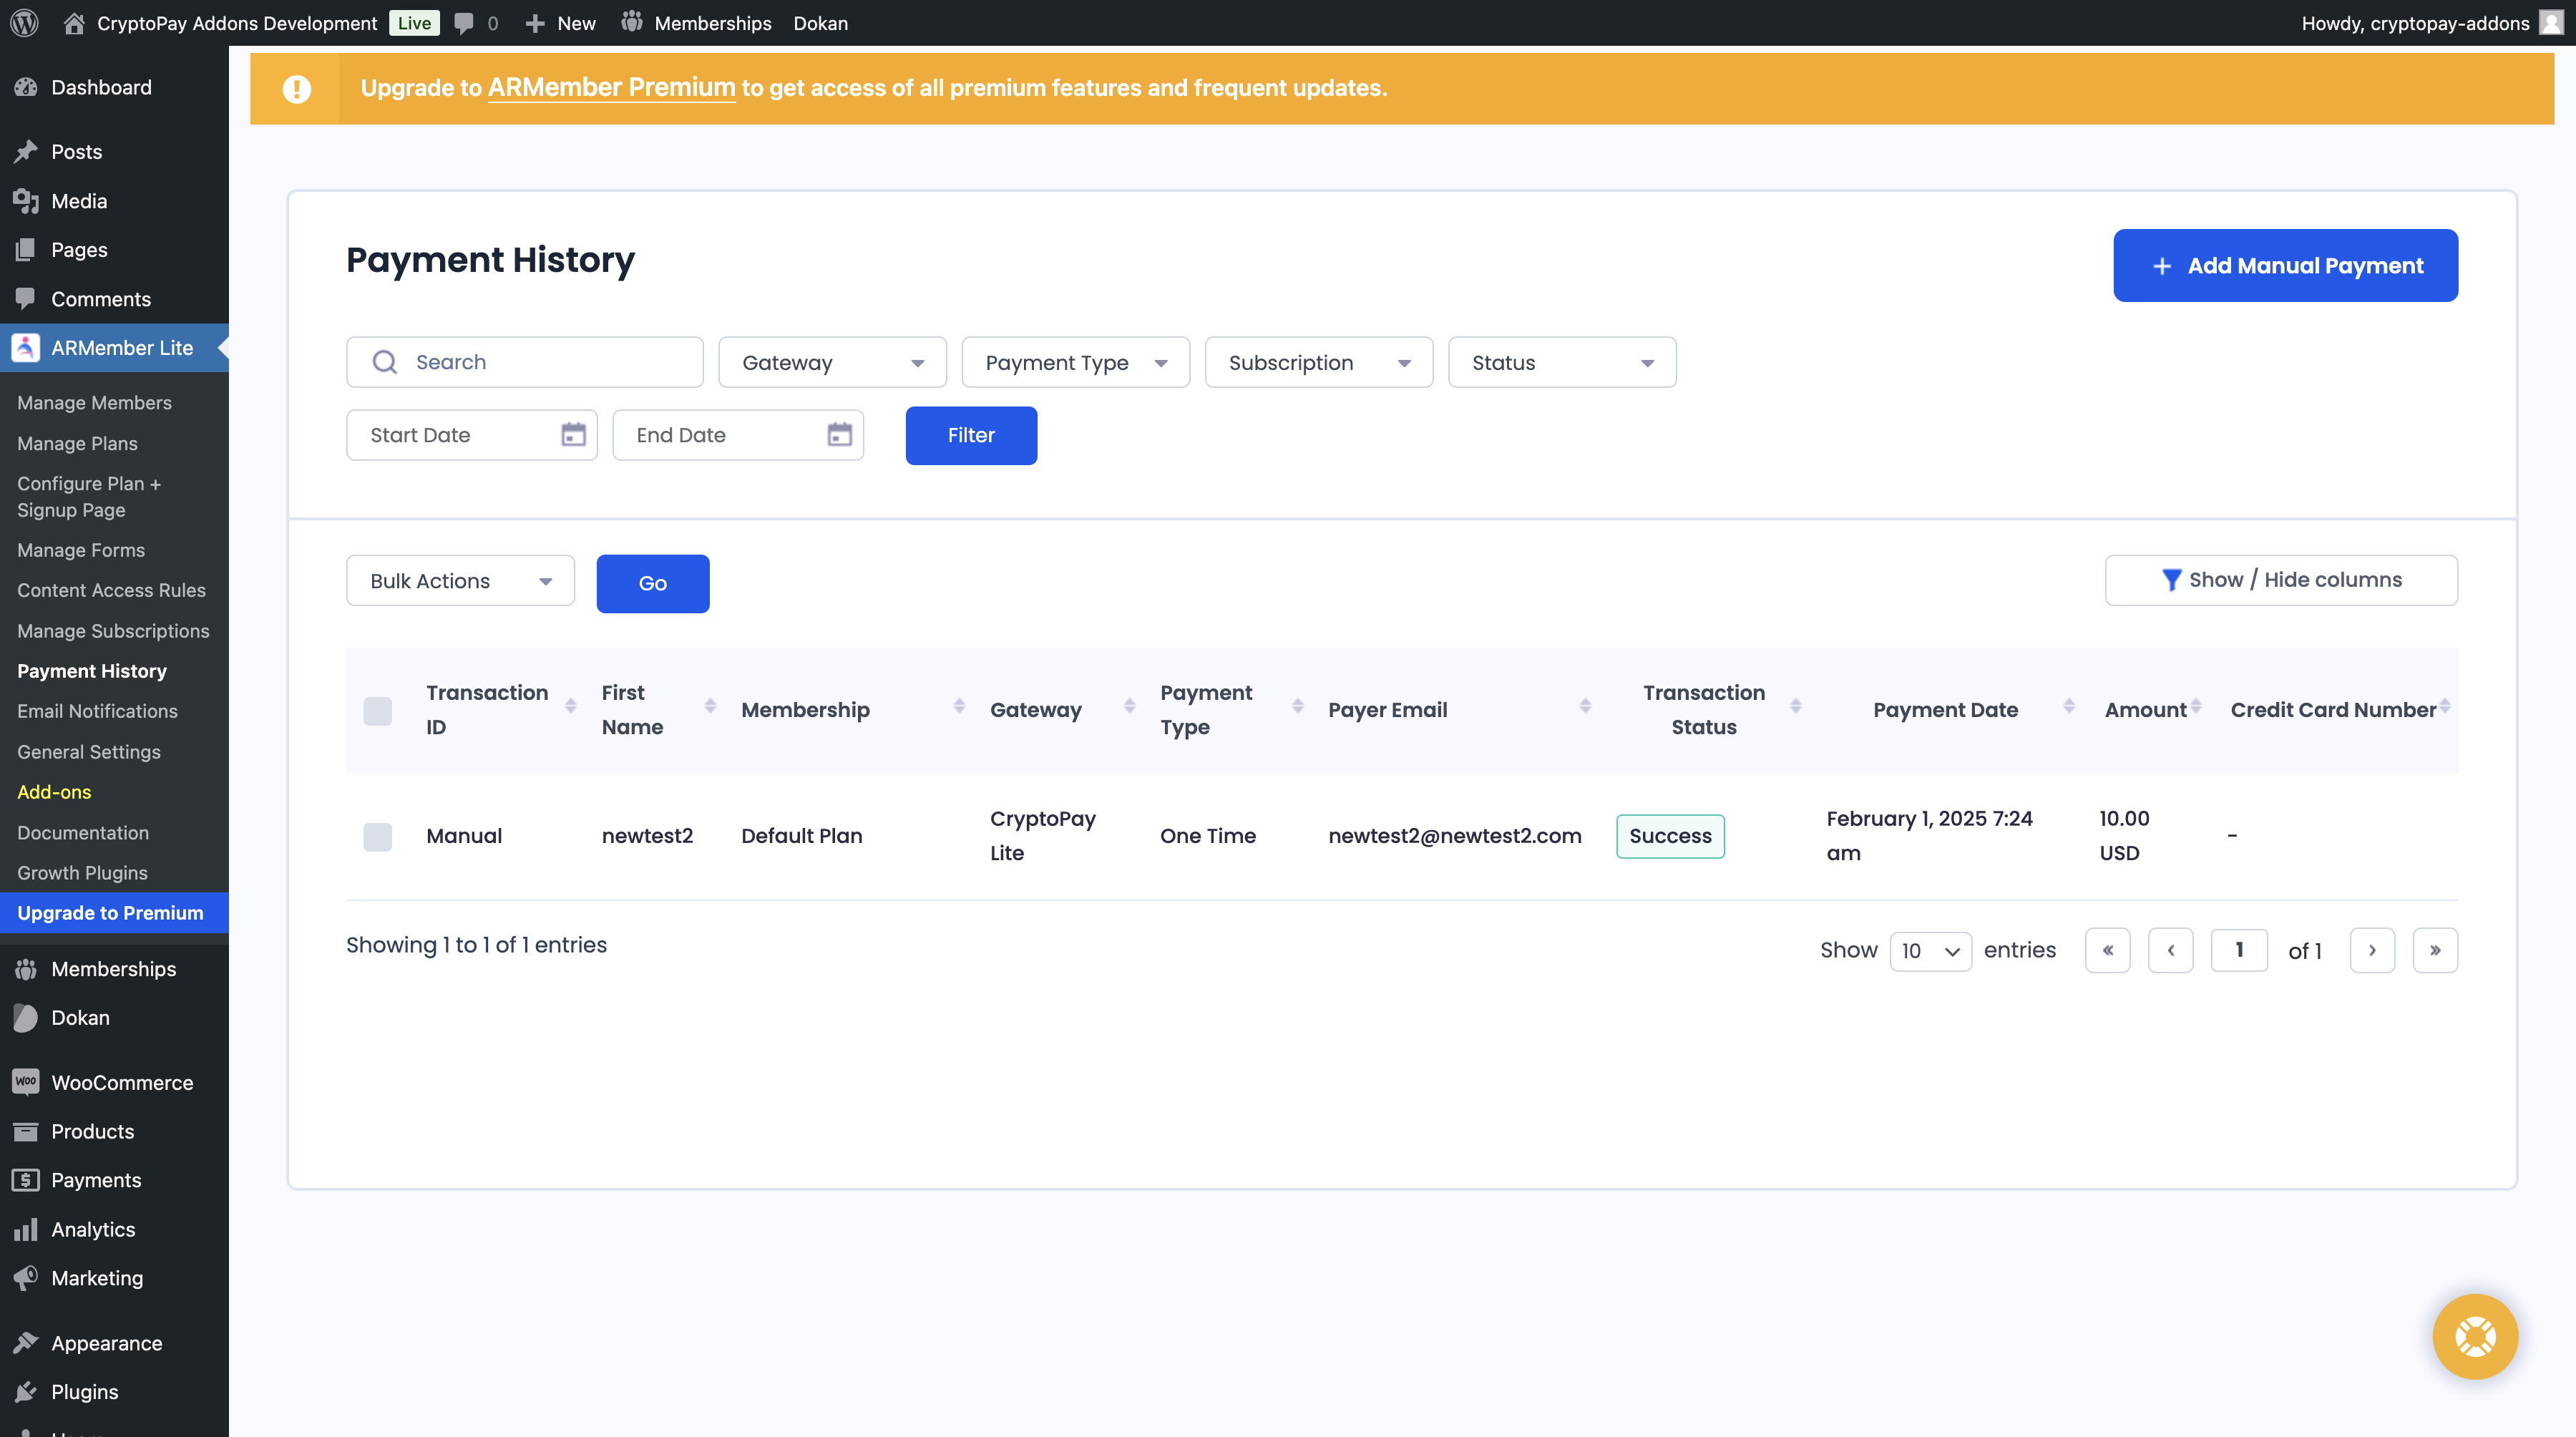 CryptoPay Addons Development Live 0 New Memberships Dokan Howdy, cryptopay-addons
Upgrade to ARMember Premium to get access of all premium features and frequent updates.
Dashboard
Posts
Media
Pages
Comments
ARMember Lite
Manage Members
Manage Plans
Configure Plan +
Signup Page
Manage Forms
Content Access Rules
Manage Subscriptions
Payment History
Email Notifications
General Settings
Add-ons
Documentation
Growth Plugins
Upgrade to Premium
Memberships
Dokan
WooCommerce
Products
Payments
Analytics
Marketing
Appearance
Plugins
Payment History
+ Add Manual Payment
Search Gateway Payment Type Subscription Status
Start Date End Date Filter
Bulk Actions Go Show / Hide columns
Transaction ID First Name Membership Gateway Payment Type Payer Email Transaction Status Payment Date Amount Credit Card Number
Manual newtest2 Default Plan CryptoPay Lite One Time newtest2@newtest2.com Success February 1, 2025 7:24 am 10.00 USD -
Showing 1 to 1 of 1 entries Show 10 entries « ‹ 1 of 1 › »